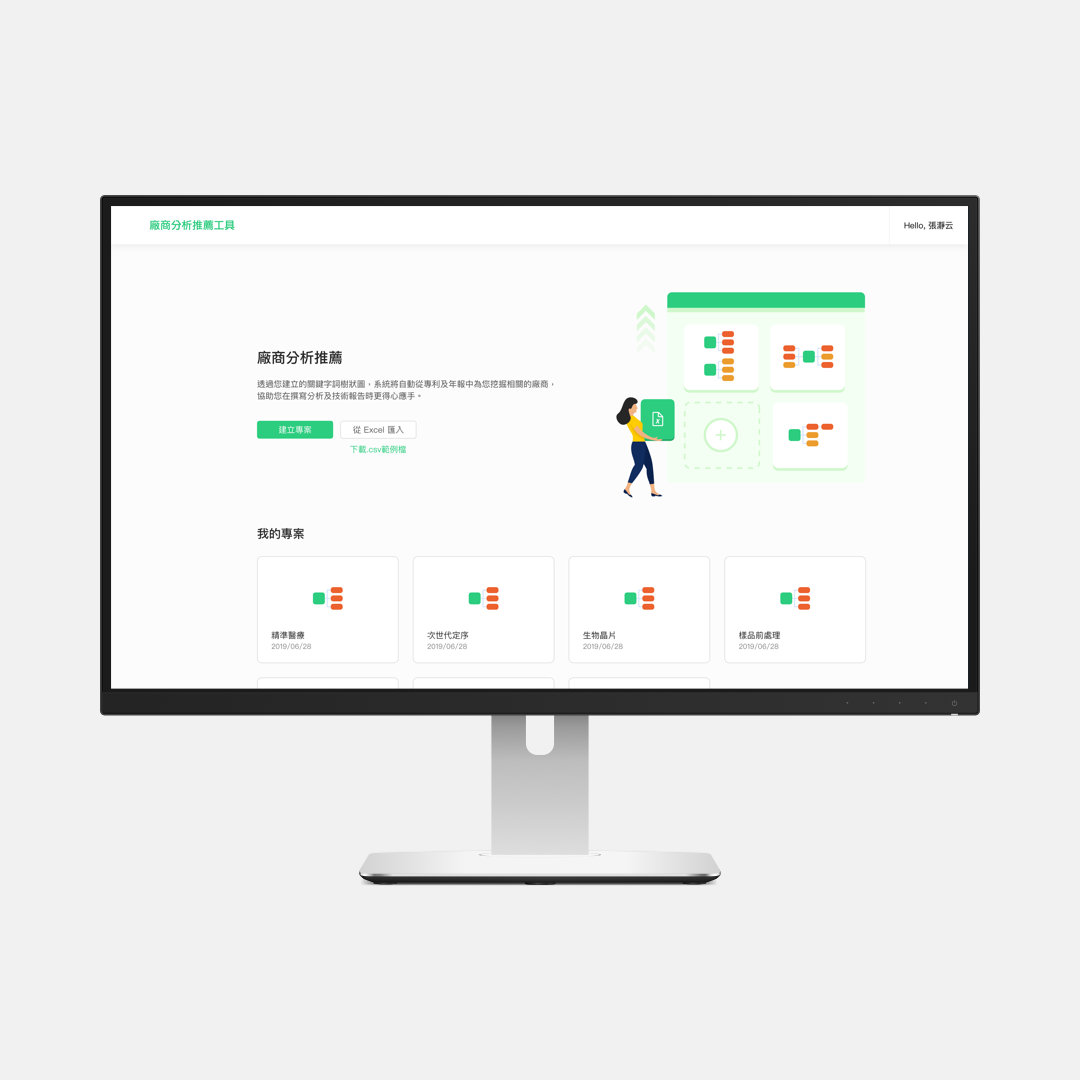 廠商分析推薦工具
Hello, 張瀞云
廠商分析推薦
透過您建立的關鍵字詞樹狀圖,系統將自動從專利及年報中為您挖掘相關的廠商,
協助您在撰寫分析及技術報告時更得心應手。
建立專案
從 Excel 匯入
下載.csv範例檔
我的專案
精準醫療
2019/06/28
次世代定序
2019/06/28
生物晶片
2019/06/28
樣品前處理
2019/06/28